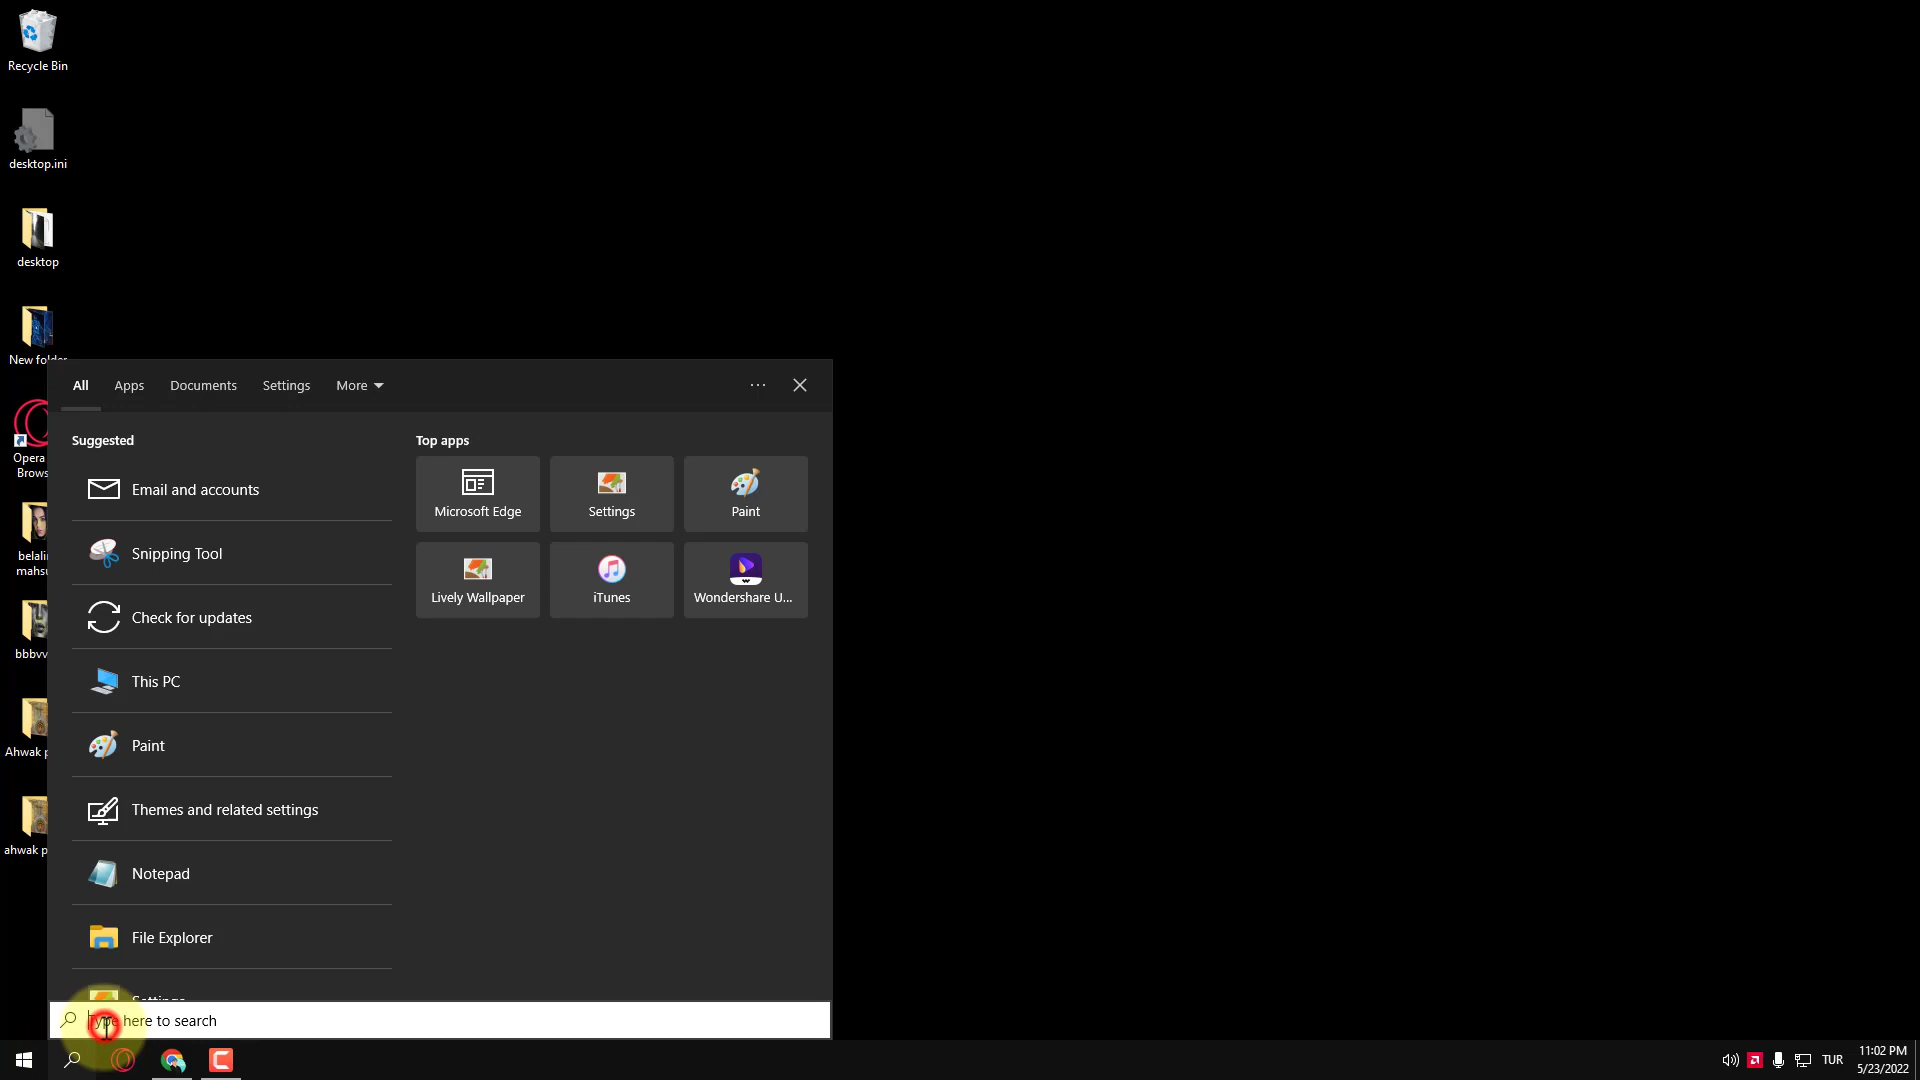 Recycle Bin
desktop.ini
desktop
New folder
Opera
Brows
belali
mahsu
bbbvv
Ahwak p
ahwak p
All Apps Documents Settings More
Suggested
Email and accounts
Snipping Tool
Check for updates
This PC
Paint
Themes and related settings
Notepad
File Explorer
Settings
Top apps
Microsoft Edge
Settings
Paint
Lively Wallpaper
iTunes
Wondershare U...
Type here to search
TUR
11:02 PM
5/23/2022